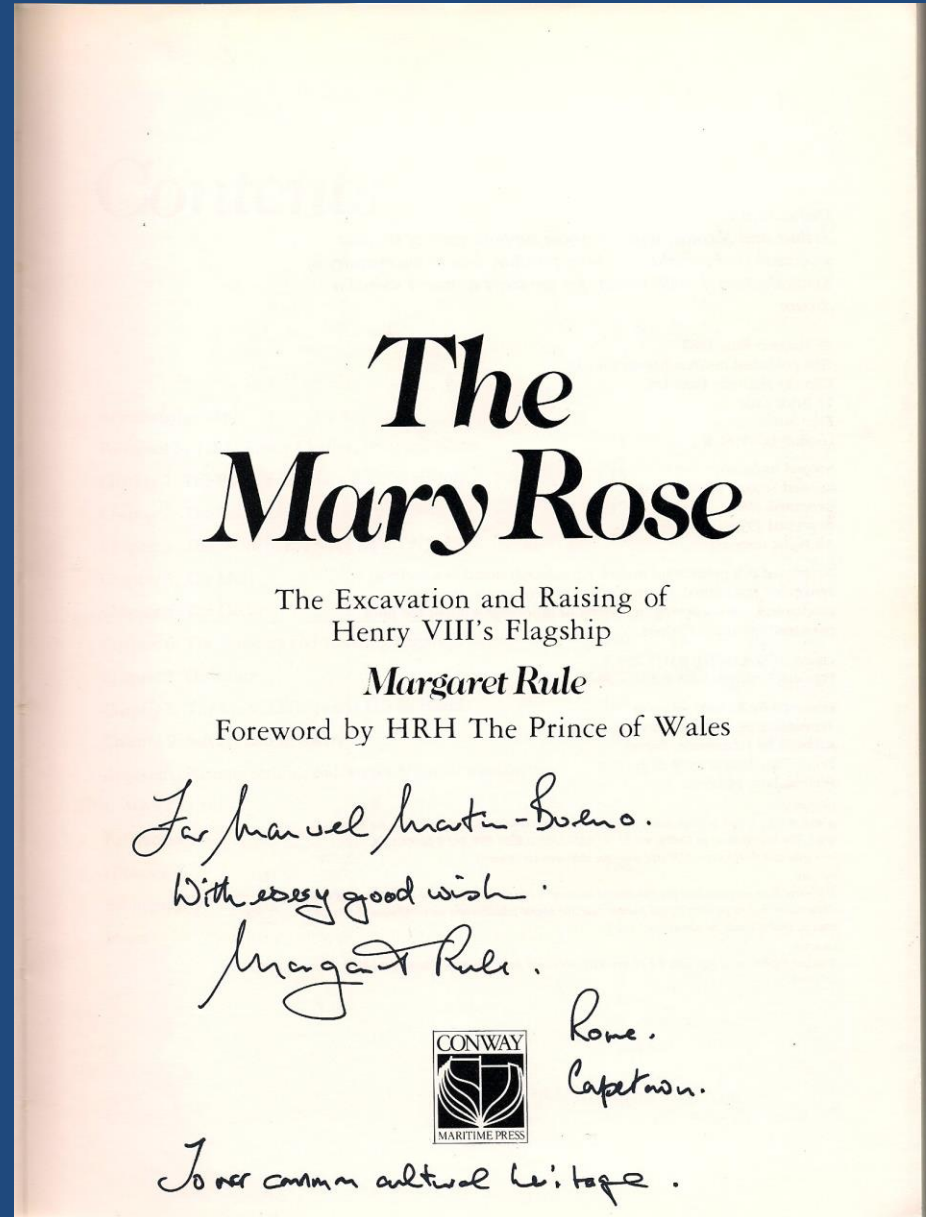 The
Mary Rose
The Excavation and Raising of
Henry VIII's Flagship
Margaret Rule
Foreword by HRH The Prince of Wales
For Manuel Martin-Bueno.
With every good wish.
Margaret Rule.
Rome.
Capetown.
CONWAY
MARITIME PRESS
To our common cultural heritage.